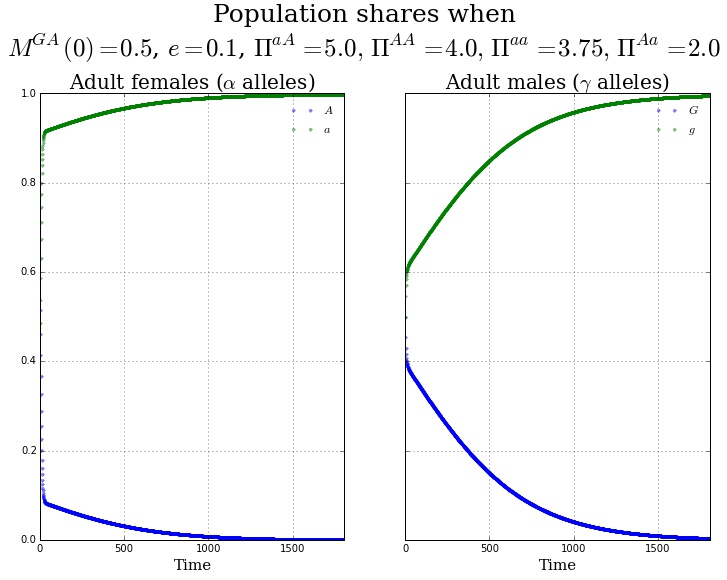 Population shares when
M^{GA}(0)=0.5, e=0.1, Π^{aA}=5.0, Π^{AA}=4.0, Π^{aa}=3.75, Π^{Aa}=2.0
Adult females (α alleles)
1.0
0.8
0.6
0.4
0.2
0.0
A
a
0
500
1000
1500
Time
Adult males (γ alleles)
G
g
0
500
1000
1500
Time